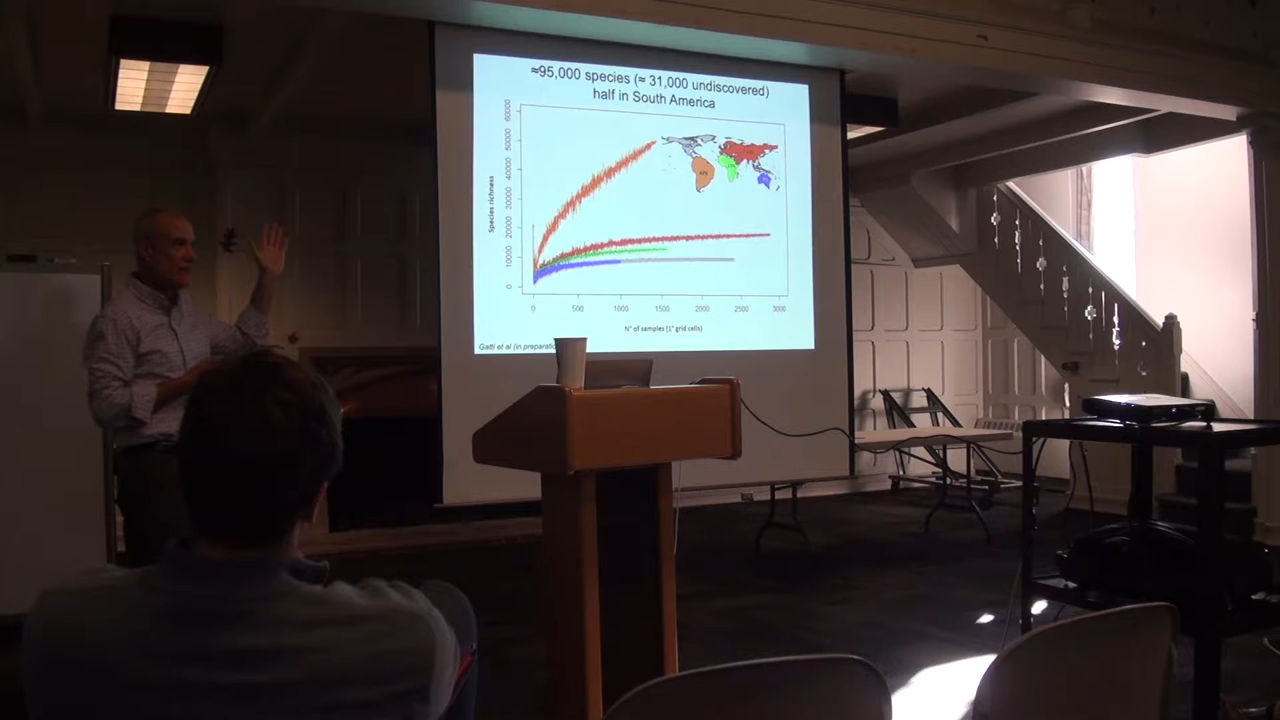 ≈95,000 species (≈ 31,000 undiscovered)
half in South America
60000
50000
40000
30000
20000
10000
0
Species richness
0 500 1000 1500 2000 2500 3000
N° of samples (1° grid cells)
Gatti et al (in preparatio